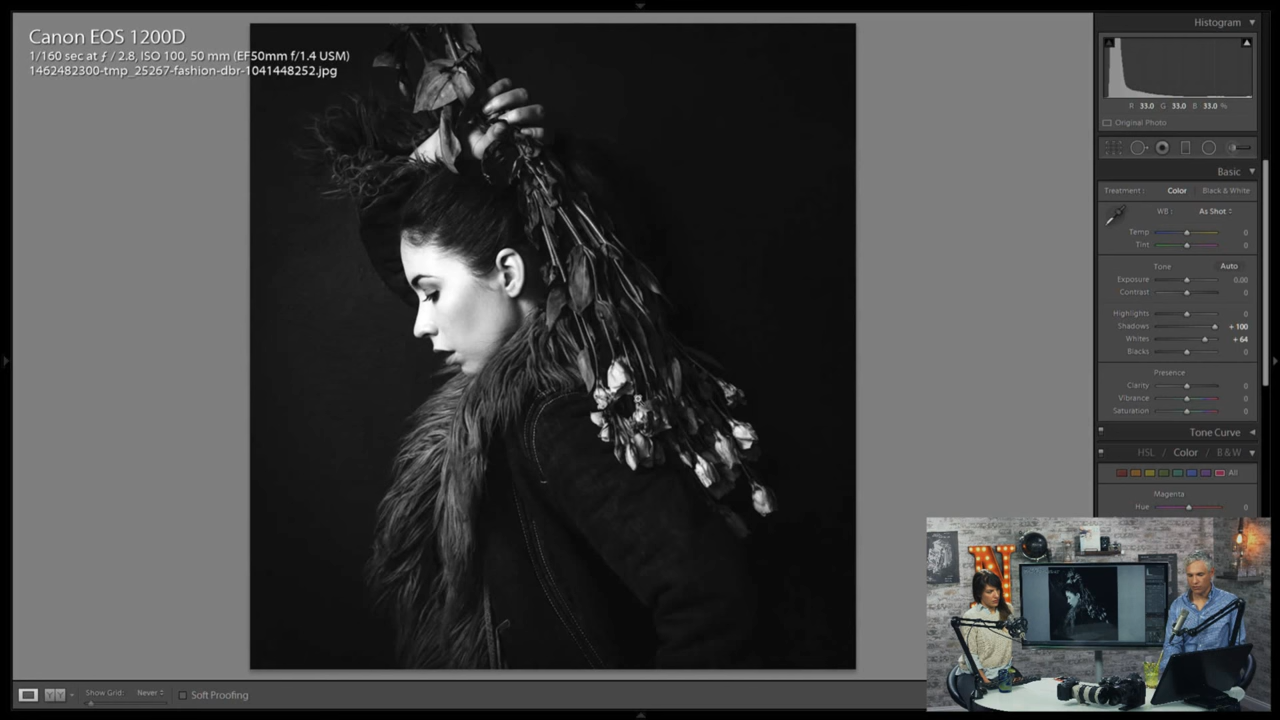 Canon EOS 1200D
1/160 sec at ƒ / 2.8, ISO 100, 50 mm (EF50mm f/1.4 USM)
1462482300-tmp_25267-fashion-dbr-1041448252.jpg
Histogram
R 33.0 G 33.0 B 33.0 %
Original Photo
Basic
Treatment: Color Black & White
WB: As Shot
Temp 0
Tint 0
Tone Auto
Exposure 0.00
Contrast 0
Highlights 0
Shadows + 100
Whites + 64
Blacks 0
Presence
Clarity 0
Vibrance 0
Saturation 0
Tone Curve
HSL / Color / B & W
All
Magenta
Hue 0
N
Show Grid: Never
Soft Proofing